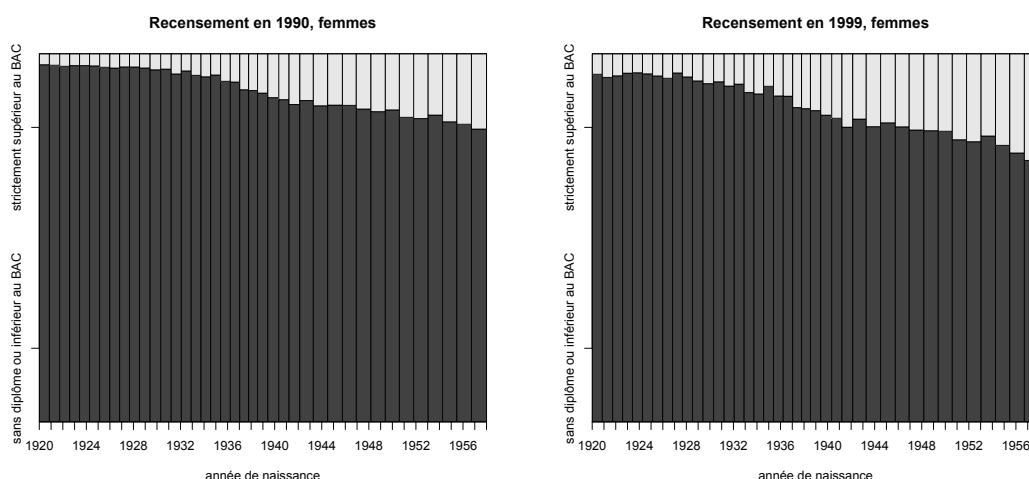 Recensement en 1990, femmes
strictement supérieur au BAC
sans diplôme ou inférieur au BAC
1920 1924 1928 1932 1936 1940 1944 1948 1952 1956
année de naissance
Recensement en 1999, femmes
strictement supérieur au BAC
sans diplôme ou inférieur au BAC
1920 1924 1928 1932 1936 1940 1944 1948 1952 1956
année de naissance